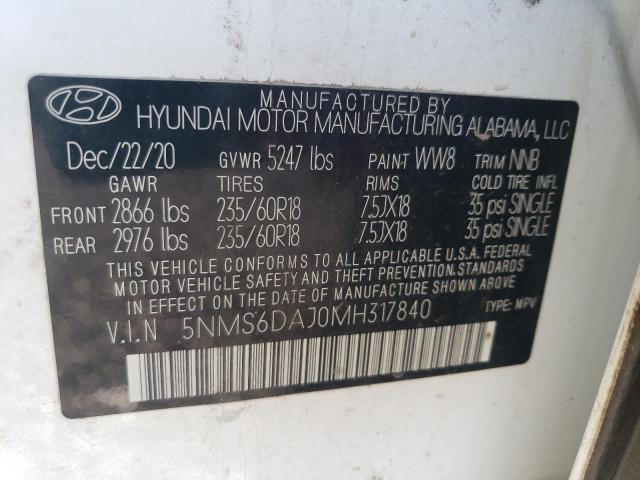 MANUFACTURED BY
HYUNDAI MOTOR MANUFACTURING ALABAMA, LLC
Dec/22/20 GVWR 5247 lbs PAINT WW8 TRIM NNB
GAWR TIRES RIMS COLD TIRE INFL
FRONT 2866 lbs 235/60R18 7.5JX18 35 psi SINGLE
REAR 2976 lbs 235/60R18 7.5JX18 35 psi SINGLE
THIS VEHICLE CONFORMS TO ALL APPLICABLE U.S.A. FEDERAL
MOTOR VEHICLE SAFETY AND THEFT PREVENTION STANDARDS
IN EFFECT ON THE DATE OF MANUFACTURE SHOWN ABOVE
V.I.N 5NMS6DAJ0MH317840 TYPE: MPV